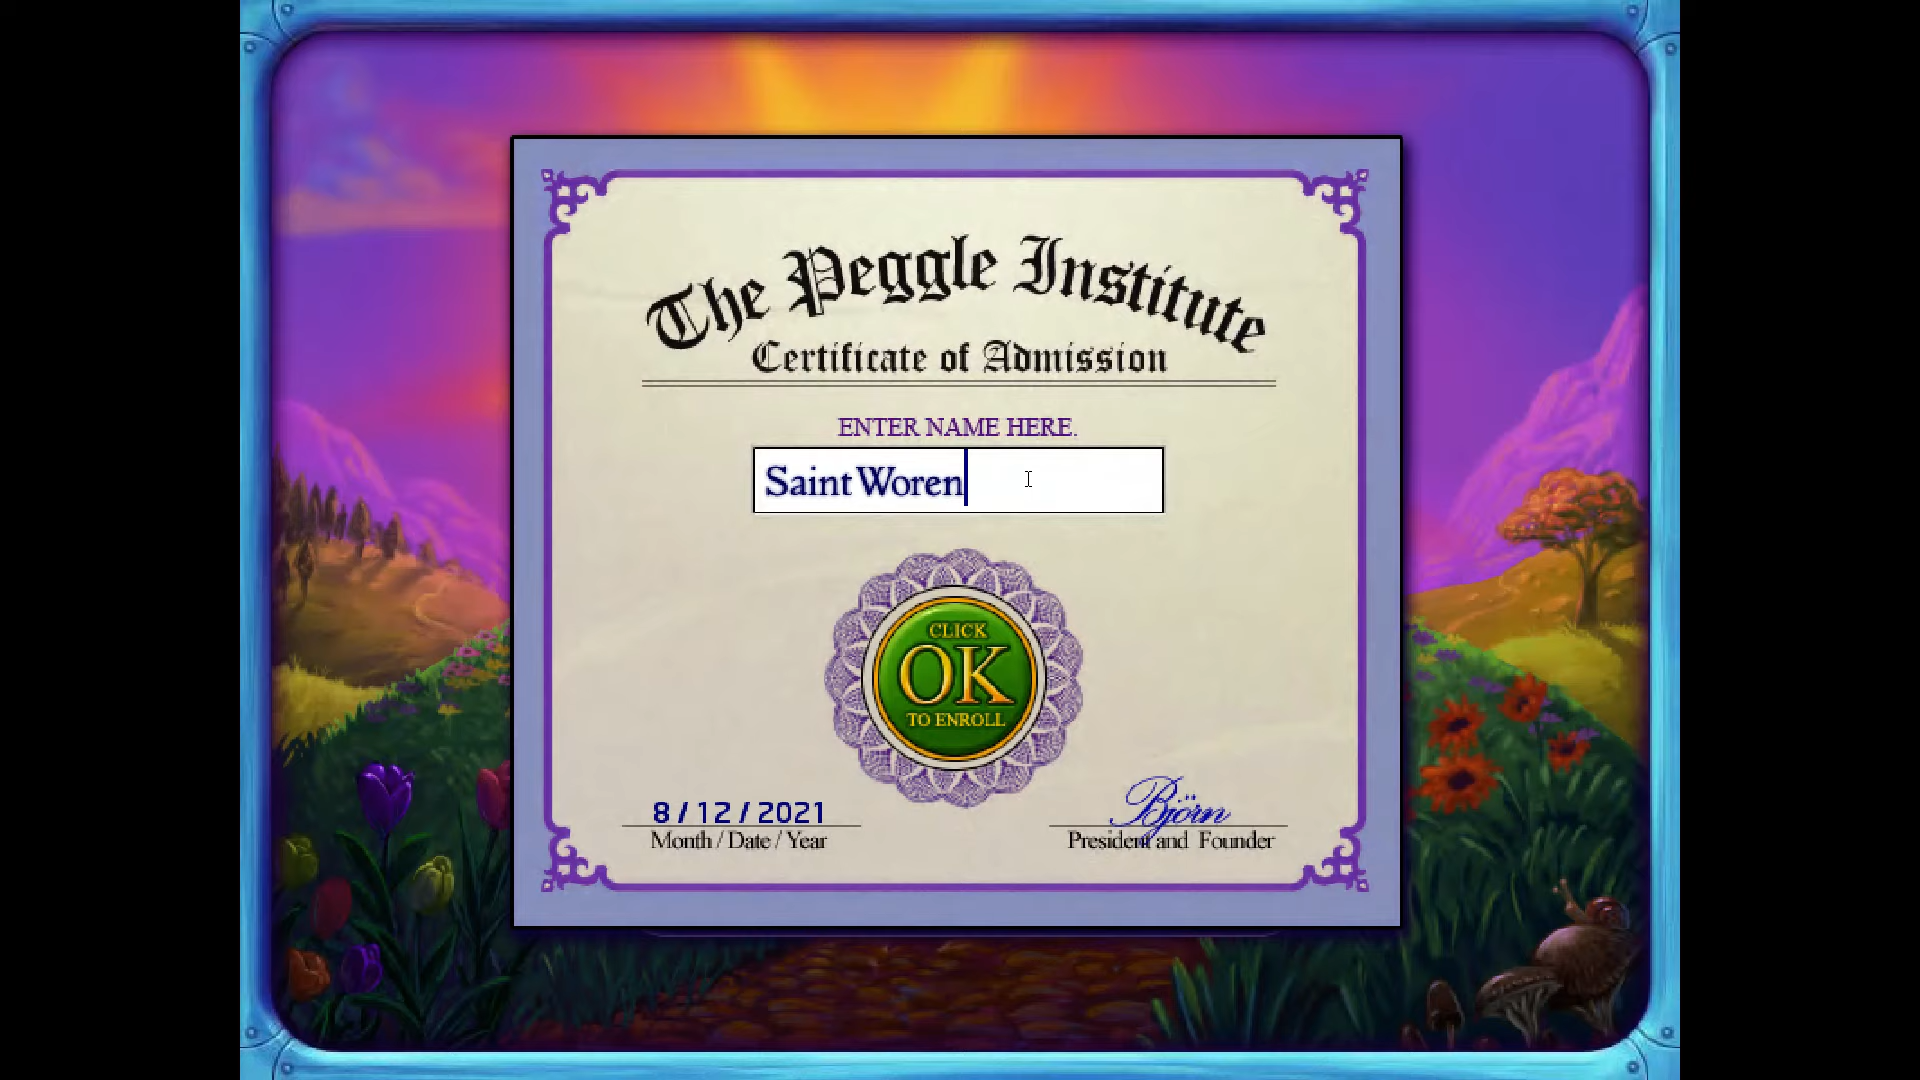 The Peggle Institute
Certificate of Admission
ENTER NAME HERE.
Saint Woren
CLICK
OK
TO ENROLL
8 / 12 / 2021
Björn
Month / Date / Year
President and Founder